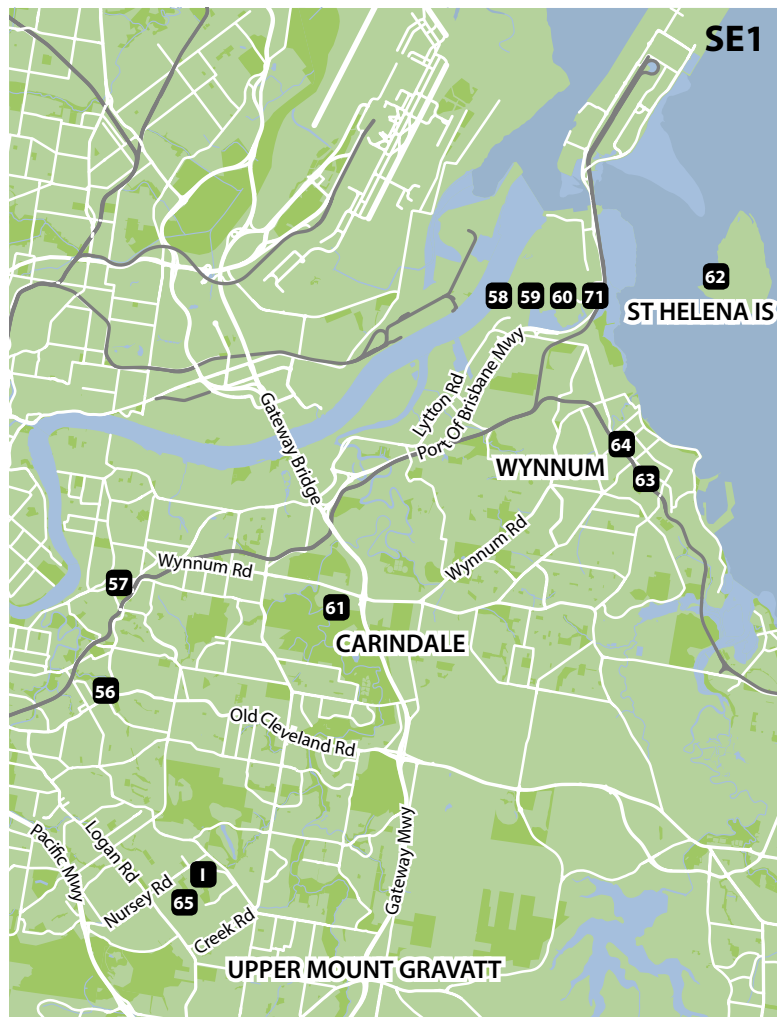 SE1
62
ST HELENA IS
58
59
60
71
Lytton Rd
Port Of Brisbane Mwy
Gateway Bridge
64
WYNNUM
63
Wynnum Rd
Wynnum Rd
57
61
CARINDALE
56
Old Cleveland Rd
Gateway Mwy
Pacific Mwy
Logan Rd
I
Nursey Rd
65
Creek Rd
UPPER MOUNT GRAVATT